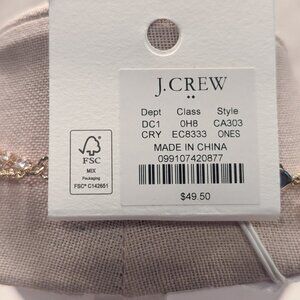 J.CREW
Dept Class Style
DC1 0H8 CA303
CRY EC8333 ONES
MADE IN CHINA
099107420877
$49.50
FSC
MIX
Packaging
FSC® C142651